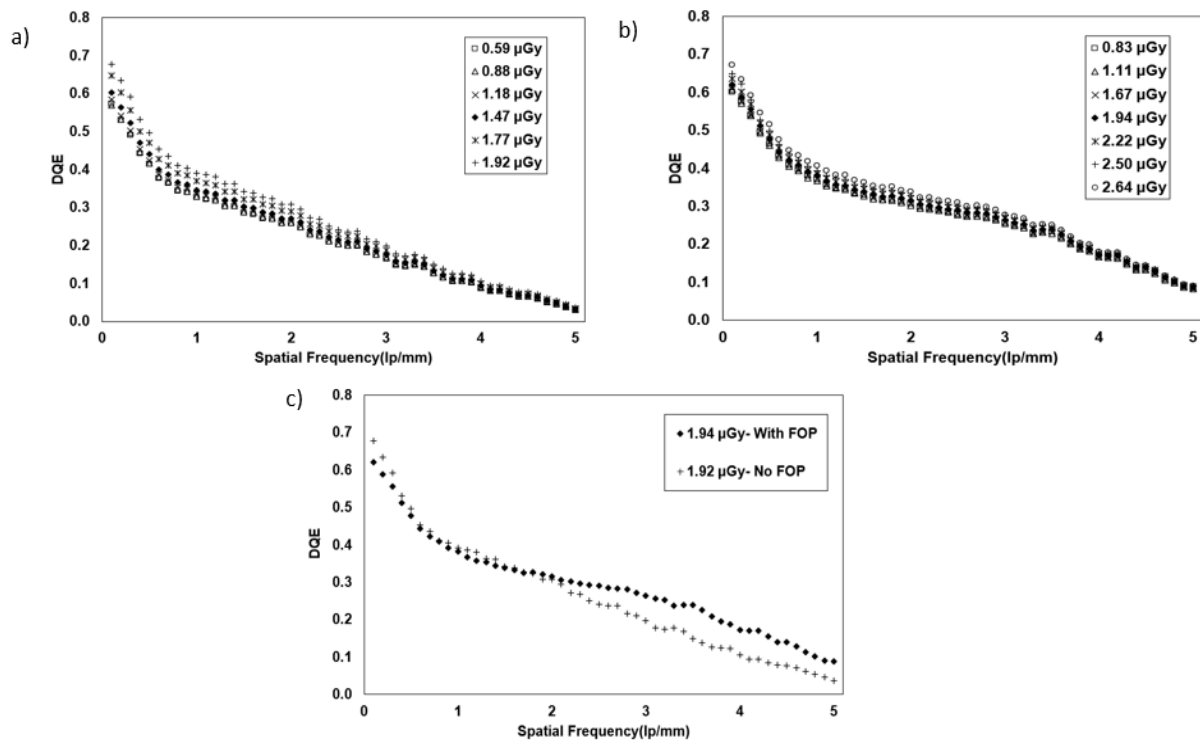 a)
0.8
0.7
0.6
0.5
0.4
0.3
0.2
0.1
0.0
DQE
0 1 2 3 4 5
Spatial Frequency(lp/mm)
0.59 μGy
0.88 μGy
1.18 μGy
1.47 μGy
1.77 μGy
1.92 μGy
b)
0.8
0.7
0.6
0.5
0.4
0.3
0.2
0.1
0.0
DQE
0 1 2 3 4 5
Spatial Frequency(lp/mm)
0.83 μGy
1.11 μGy
1.67 μGy
1.94 μGy
2.22 μGy
2.50 μGy
2.64 μGy
c)
0.8
0.7
0.6
0.5
0.4
0.3
0.2
0.1
0.0
DQE
0 1 2 3 4 5
Spatial Frequency(lp/mm)
1.94 μGy- With FOP
1.92 μGy- No FOP